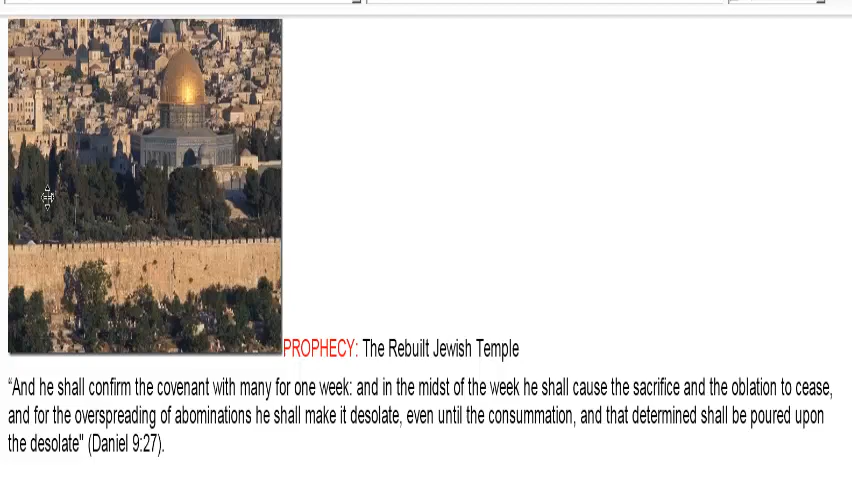 PROPHECY: The Rebuilt Jewish Temple
“And he shall confirm the covenant with many for one week: and in the midst of the week he shall cause the sacrifice and the oblation to cease,
and for the overspreading of abominations he shall make it desolate, even until the consummation, and that determined shall be poured upon
the desolate" (Daniel 9:27).